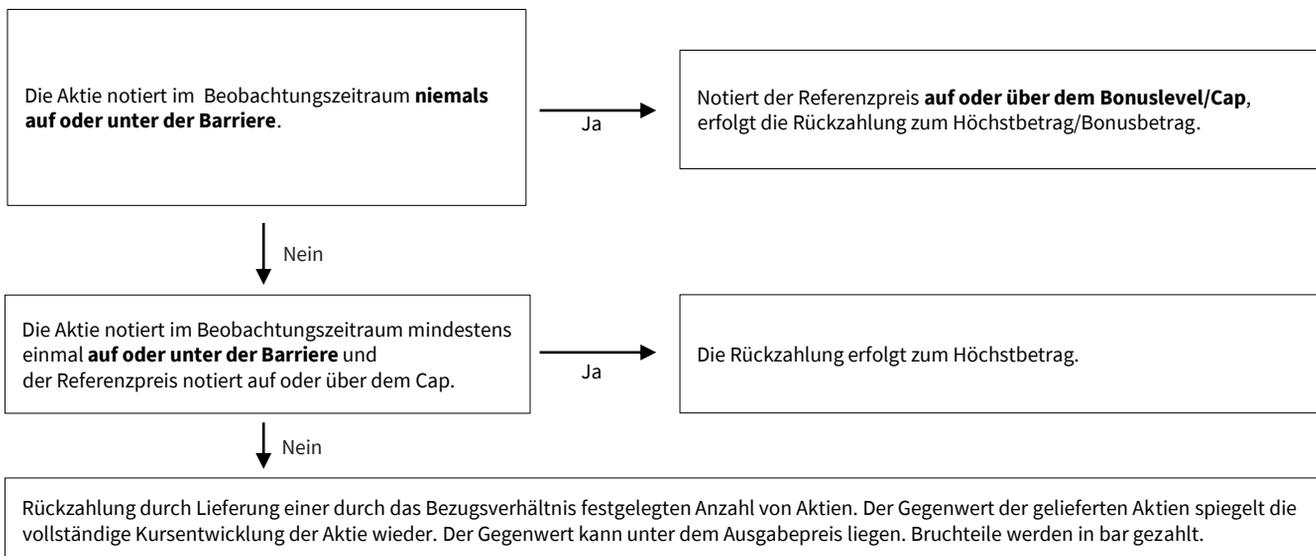 Die Aktie notiert im Beobachtungszeitraum niemals
auf oder unter der Barriere.
Ja
Notiert der Referenzpreis auf oder über dem Bonuslevel/Cap,
erfolgt die Rückzahlung zum Höchstbetrag/Bonusbetrag.
Nein
Die Aktie notiert im Beobachtungszeitraum mindestens
einmal auf oder unter der Barriere und
der Referenzpreis notiert auf oder über dem Cap.
Ja
Die Rückzahlung erfolgt zum Höchstbetrag.
Nein
Rückzahlung durch Lieferung einer durch das Bezugsverhältnis festgelegten Anzahl von Aktien. Der Gegenwert der gelieferten Aktien spiegelt die
vollständige Kursentwicklung der Aktie wieder. Der Gegenwert kann unter dem Ausgabepreis liegen. Bruchteile werden in bar gezahlt.